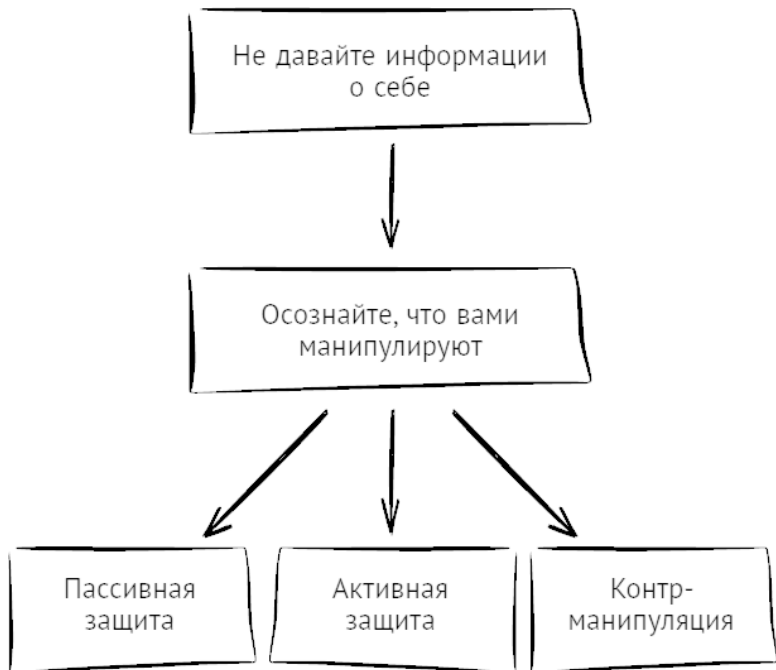 Не давайте информации
о себе
Осознайте, что вами
манипулируют
Пассивная
защита
Активная
защита
Контр-
манипуляция